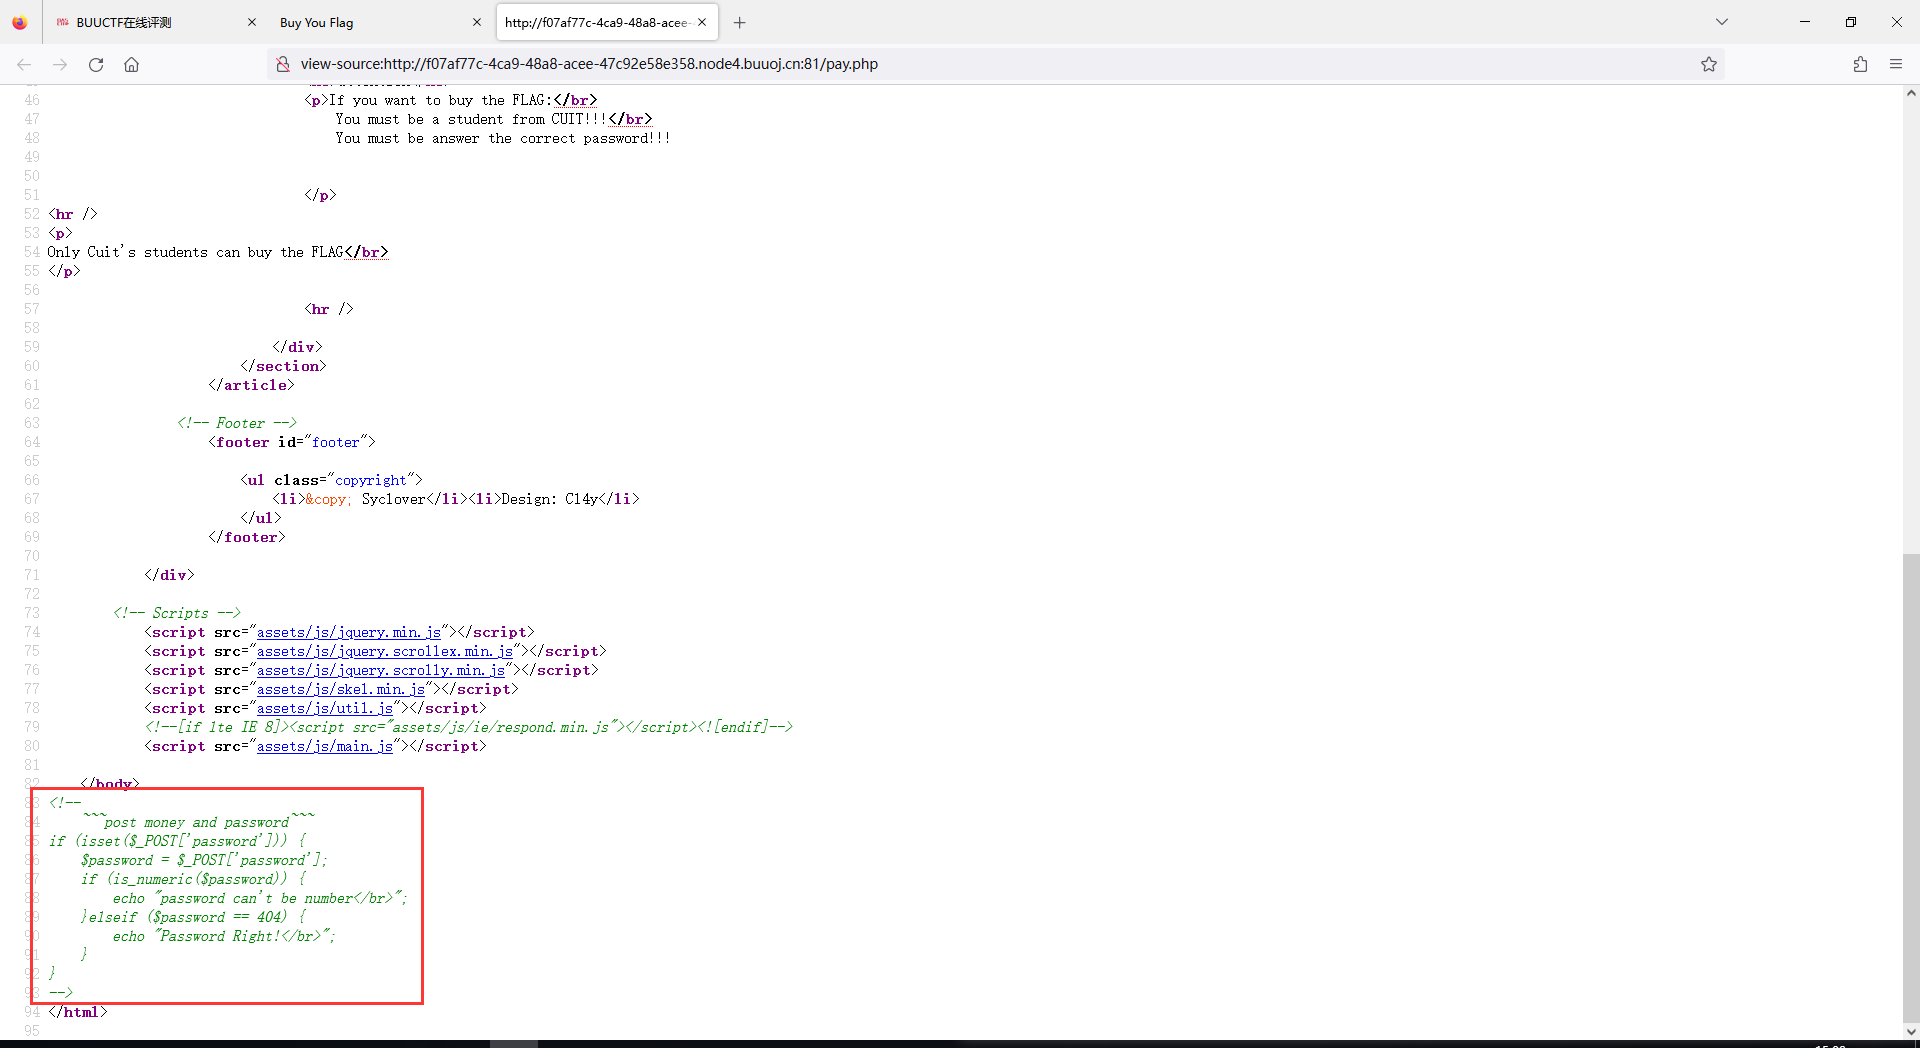 BUUCTF在线评测
Buy You Flag
http://f07af77c-4ca9-48a8-acee-
view-source:http://f07af77c-4ca9-48a8-acee-47c92e58e358.node4.buuoj.cn:81/pay.php
46 <p>If you want to buy the FLAG:</br>
47 You must be a student from CUIT!!!</br>
48 You must be answer the correct password!!!
49
50
51 </p>
52 <hr />
53 <p>
54 Only Cuit's students can buy the FLAG</br>
55 </p>
56
57 <hr />
58
59 </div>
60 </section>
61 </article>
62
63 <!-- Footer -->
64 <footer id="footer">
65
66 <ul class="copyright">
67 <li>&copy; Syclover</li><li>Design: Cl4y</li>
68 </ul>
69 </footer>
70
71 </div>
72
73 <!-- Scripts -->
74 <script src="assets/js/jquery.min.js"></script>
75 <script src="assets/js/jquery.scrollex.min.js"></script>
76 <script src="assets/js/jquery.scrolly.min.js"></script>
77 <script src="assets/js/skel.min.js"></script>
78 <script src="assets/js/util.js"></script>
79 <!--[if lte IE 8]><script src="assets/js/ie/respond.min.js"></script><![endif]-->
80 <script src="assets/js/main.js"></script>
81
82 </body>
83 <!--
84 ~~~post money and password~~~
85 if (isset($_POST['password'])) {
86 $password = $_POST['password'];
87 if (is_numeric($password)) {
88 echo "password can't be number</br>";
89 }elseif ($password == 404) {
90 echo "Password Right!</br>";
91 }
92 }
93 -->
94 </html>
95